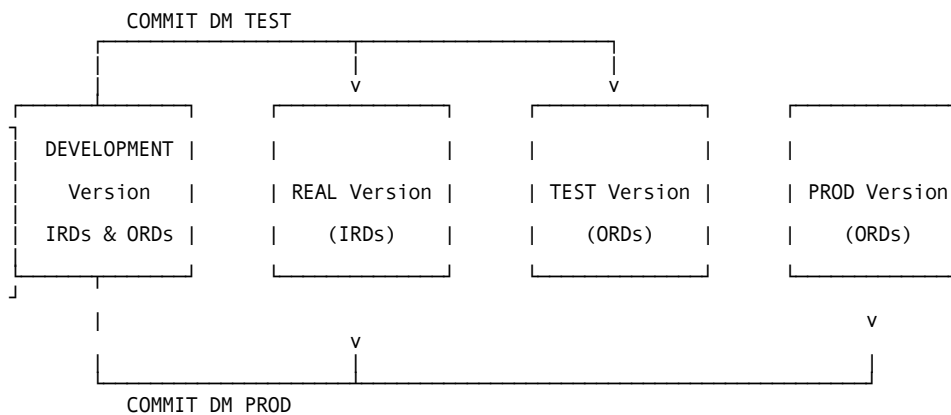 COMMIT DM TEST
v v
DEVELOPMENT
Version REAL Version TEST Version PROD Version
IRDs & ORDs (IRDs) (ORDs) (ORDs)
v
v
COMMIT DM PROD